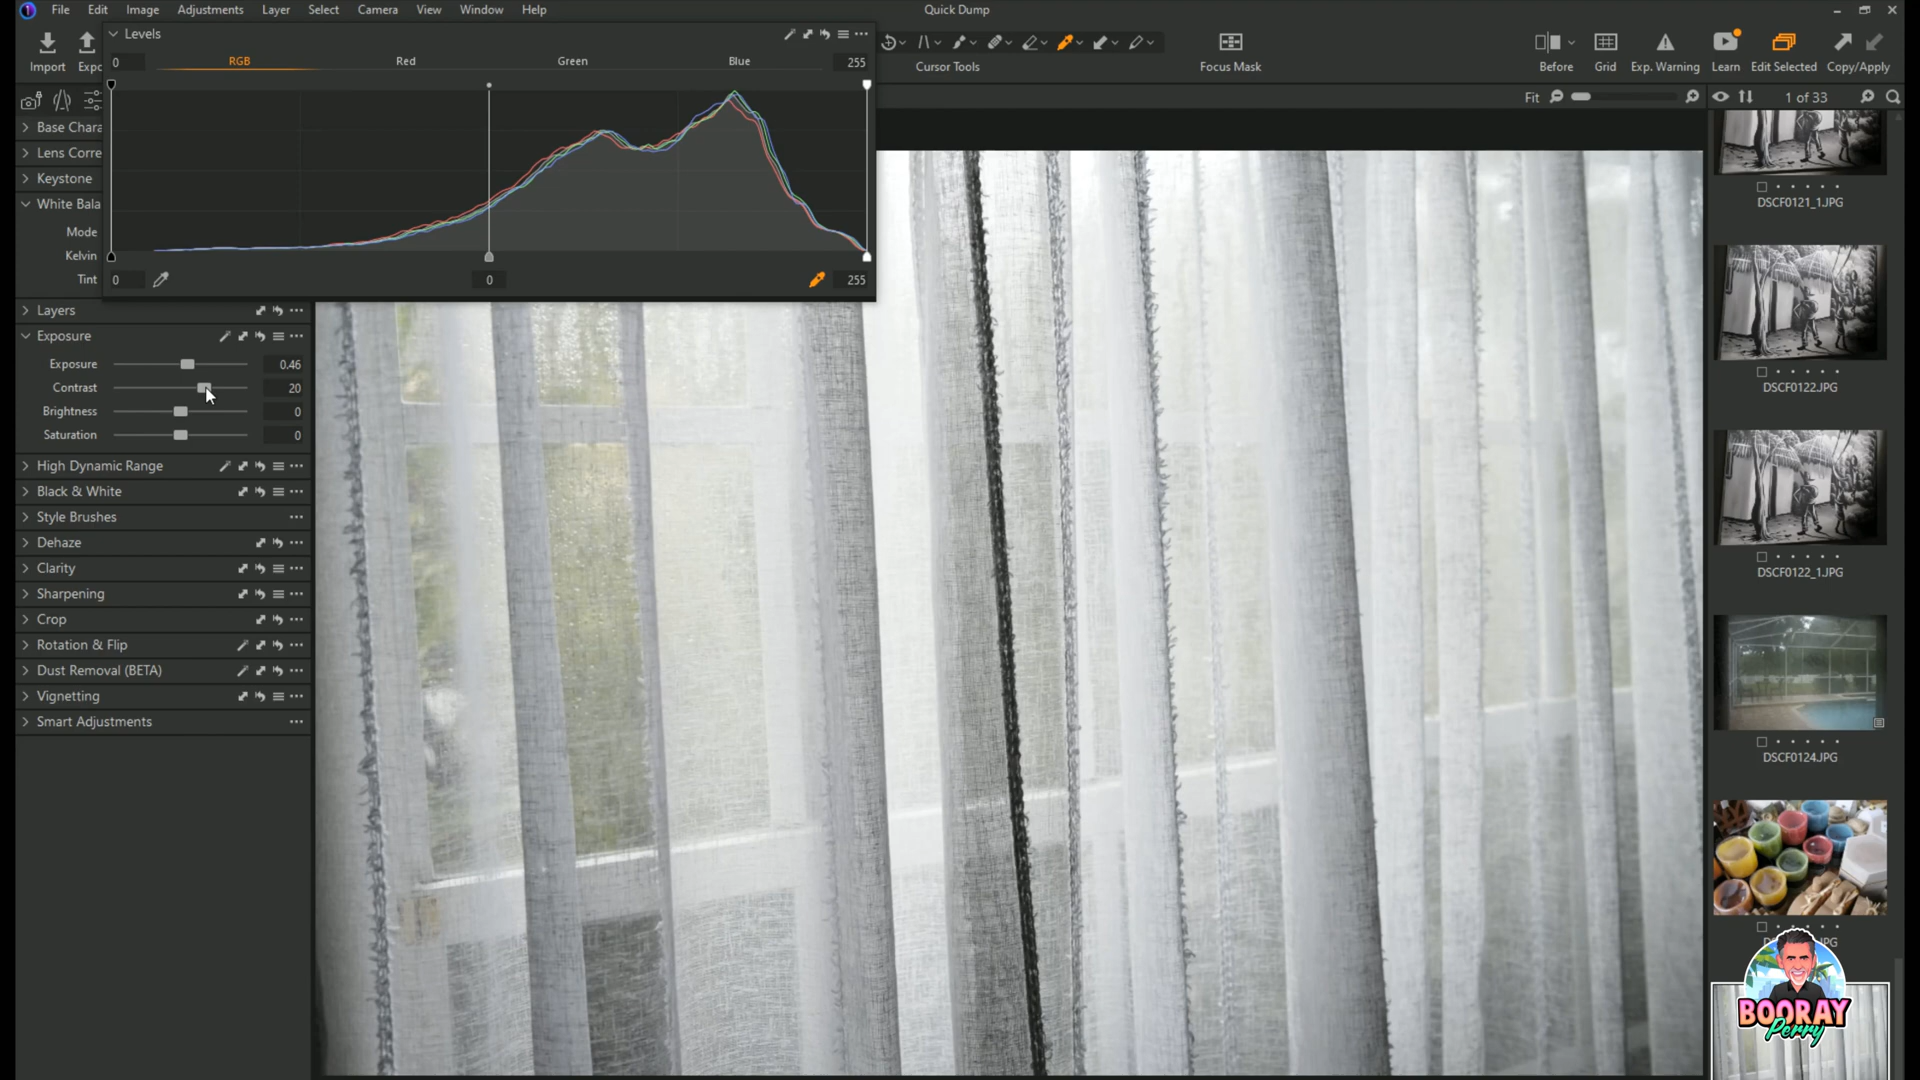 File Edit Image Adjustments Layer Select Camera View Window Help
Quick Dump
Levels
0 RGB Red Green Blue 255
Import
Expo
Cursor Tools
Focus Mask
Before Grid Exp. Warning Learn Edit Selected Copy/Apply
Fit
1 of 33
0 0 255
Base Chara
Lens Corre
Keystone
White Bala
Mode
Kelvin
Tint
Layers
Exposure
Exposure 0.46
Contrast 20
Brightness 0
Saturation 0
High Dynamic Range
Black & White
Style Brushes
Dehaze
Clarity
Sharpening
Crop
Rotation & Flip
Dust Removal (BETA)
Vignetting
Smart Adjustments
DSCF0121_1.JPG
DSCF0122.JPG
DSCF0122_1.JPG
DSCF0124.JPG
BOORAY
Perry